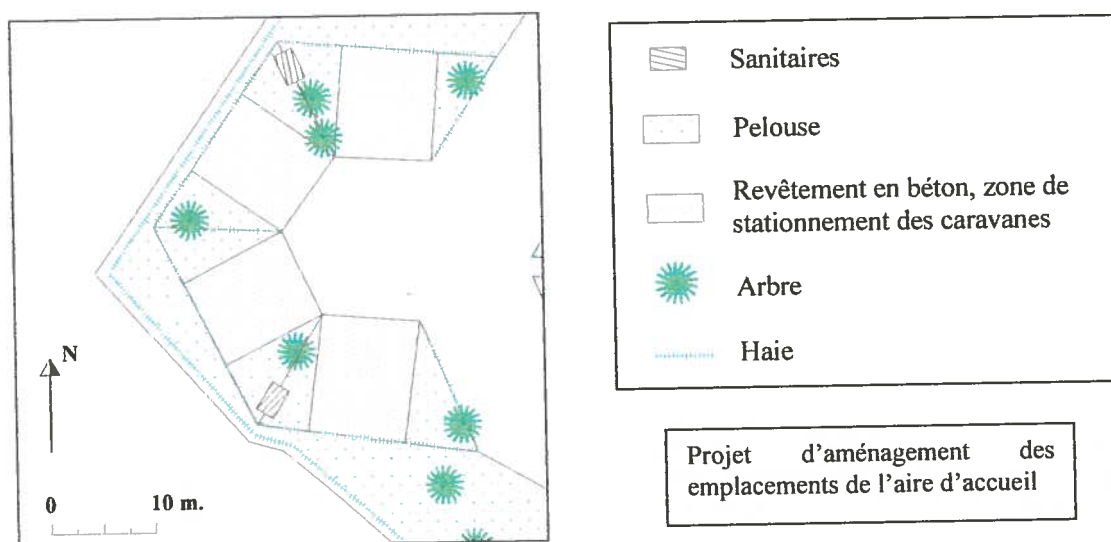 N
0 10 m.
Sanitaires
Pelouse
Revêtement en béton, zone de
stationnement des caravanes
Arbre
Haie
Projet d'aménagement des
emplacements de l'aire d'accueil